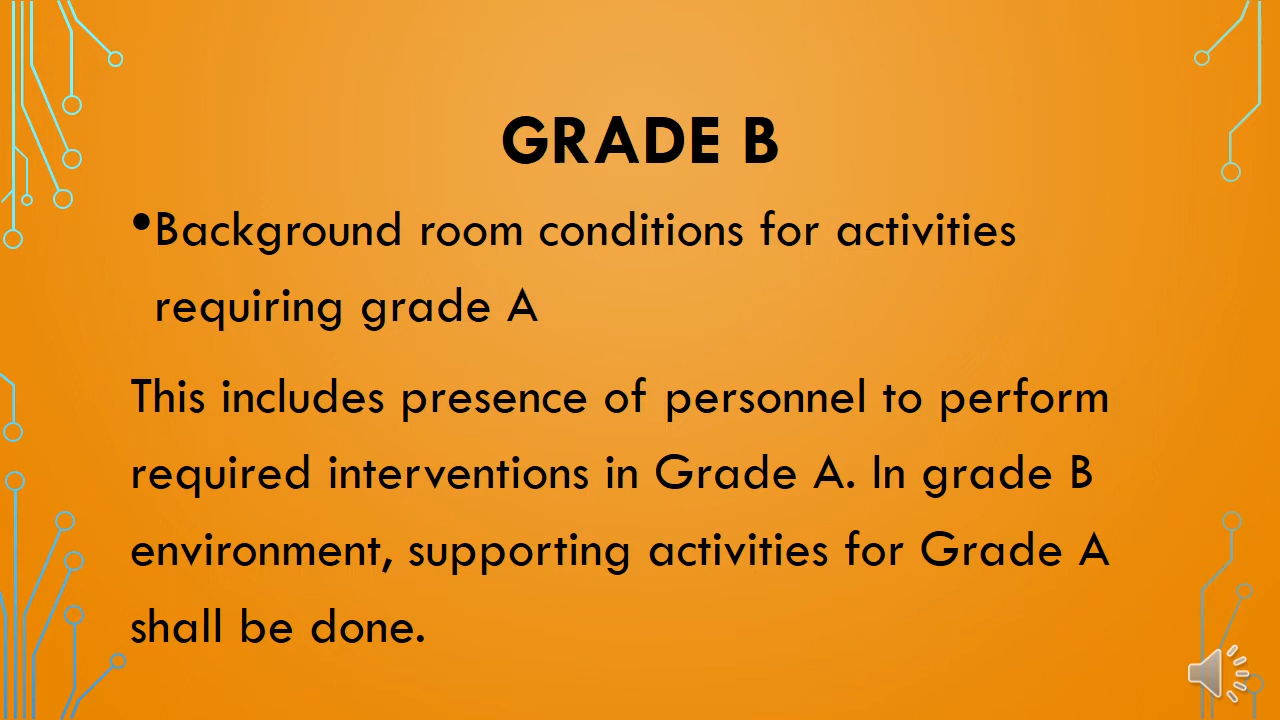 GRADE B
•Background room conditions for activities
requiring grade A
This includes presence of personnel to perform
required interventions in Grade A. In grade B
environment, supporting activities for Grade A
shall be done.